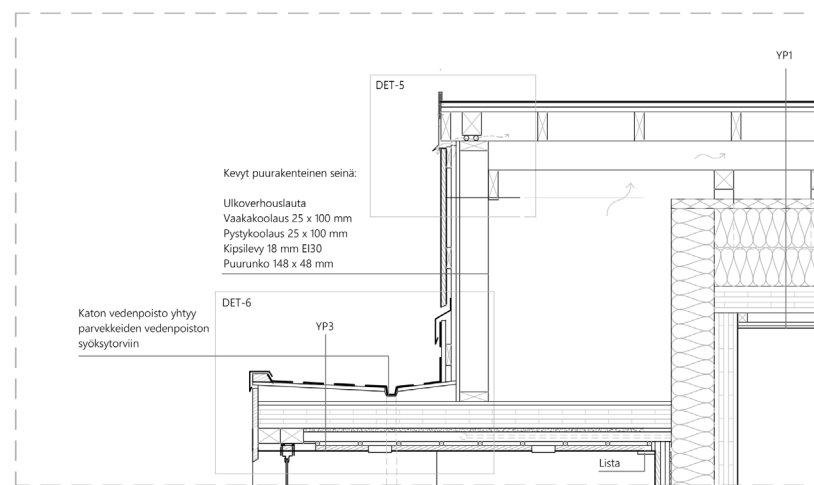 YP1
DET-5
Kevyt puurakenteinen seinä:
Ulkoverhouslauta
Vaakakoolaus 25 x 100 mm
Pystykoolaus 25 x 100 mm
Kipsilevy 18 mm EI30
Puurunko 148 x 48 mm
DET-6
Katon vedenpoisto yhtyy
parvekkeiden vedenpoiston
syöksytorviin
YP3
Lista